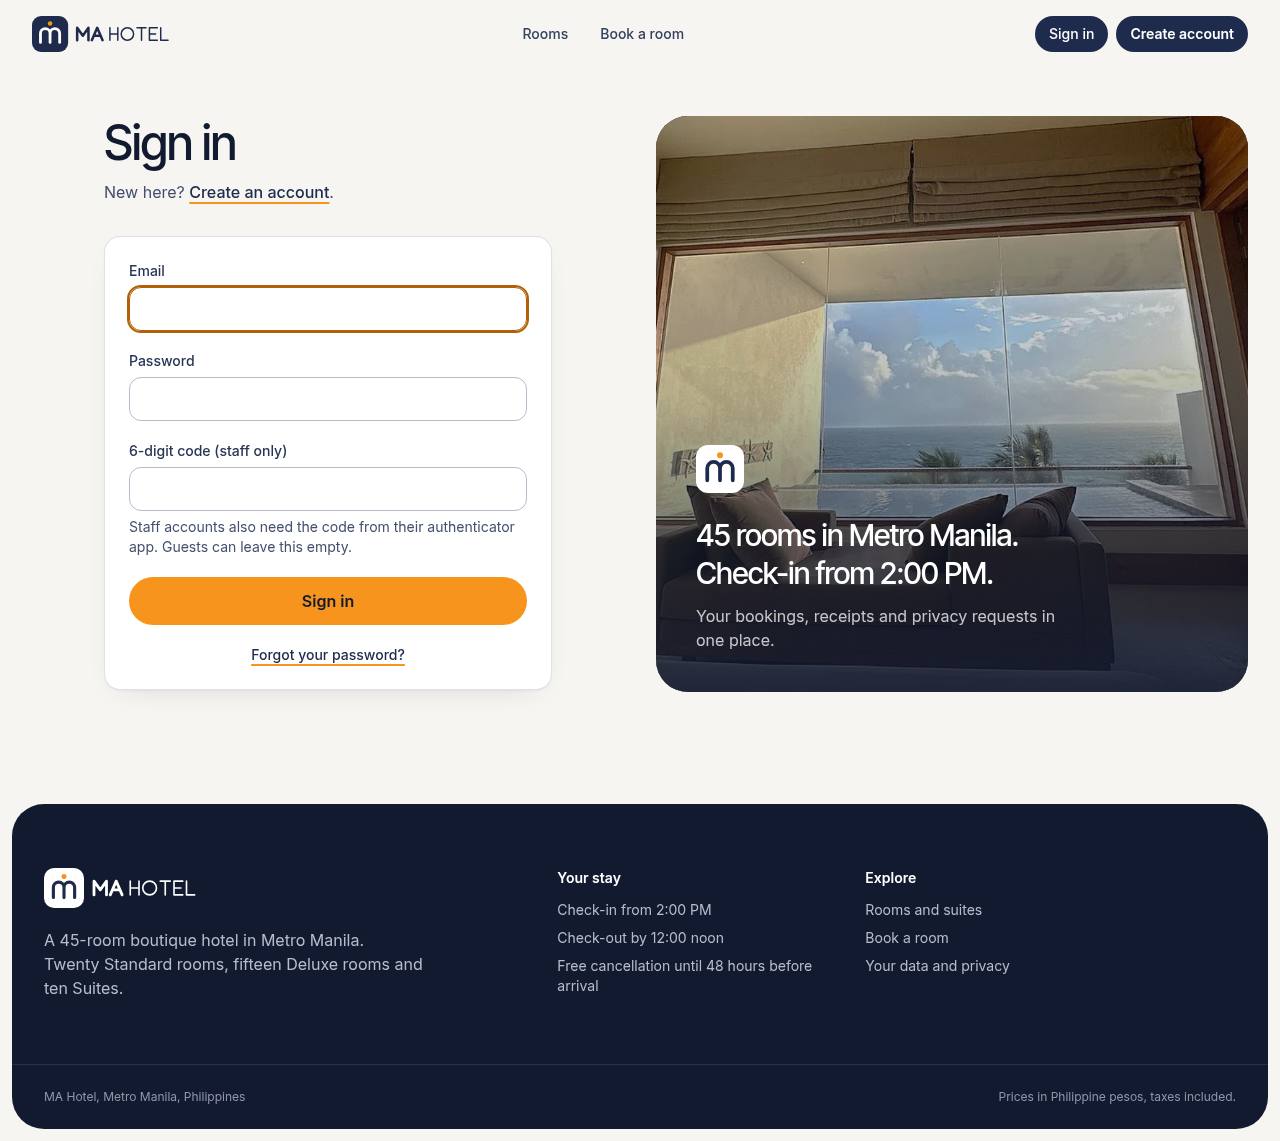 MA HOTEL
Rooms
Book a room
Sign in
Create account
Sign in
New here? Create an account.
Email
Password
6-digit code (staff only)
Staff accounts also need the code from their authenticator
app. Guests can leave this empty.
Sign in
Forgot your password?
45 rooms in Metro Manila.
Check-in from 2:00 PM.
Your bookings, receipts and privacy requests in
one place.
MA HOTEL
A 45-room boutique hotel in Metro Manila.
Twenty Standard rooms, fifteen Deluxe rooms and
ten Suites.
Your stay
Check-in from 2:00 PM
Check-out by 12:00 noon
Free cancellation until 48 hours before
arrival
Explore
Rooms and suites
Book a room
Your data and privacy
MA Hotel, Metro Manila, Philippines
Prices in Philippine pesos, taxes included.